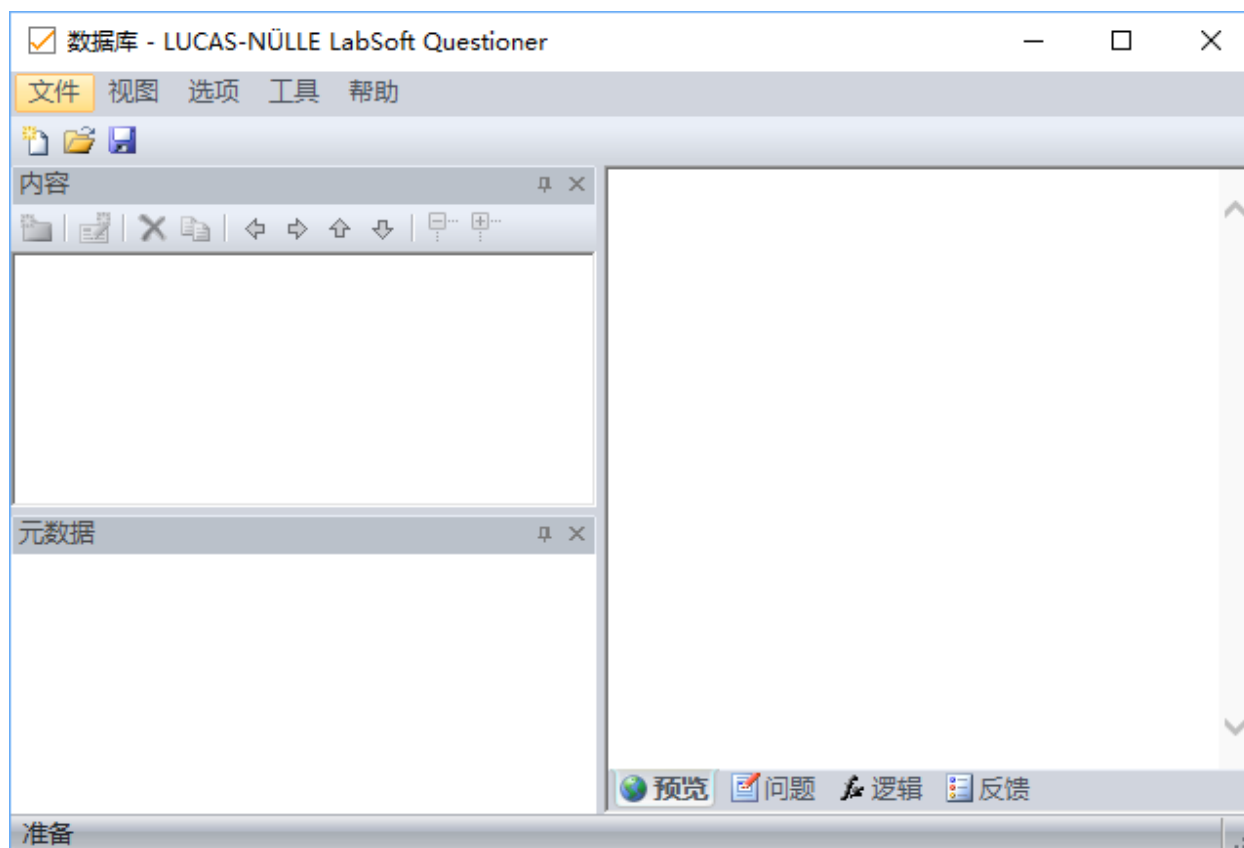 数据库 - LUCAS-NÜLLE LabSoft Questioner
文件 视图 选项 工具 帮助
内容
元数据
预览 问题 逻辑 反馈
准备